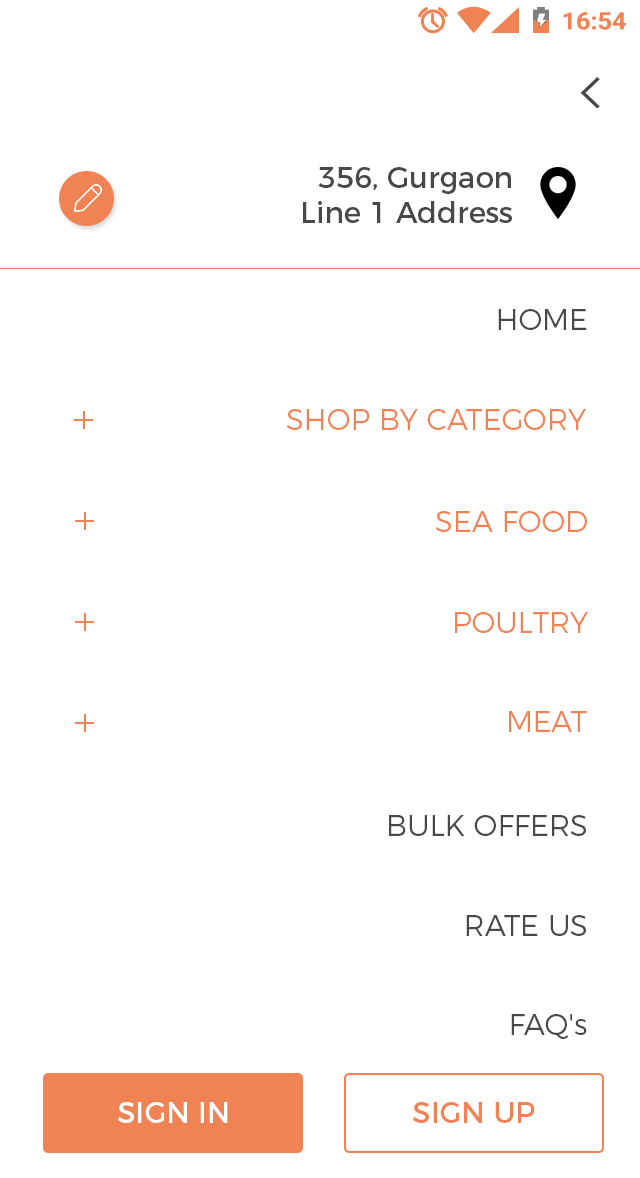 16:54
356, Gurgaon
Line 1 Address
HOME
SHOP BY CATEGORY
SEA FOOD
POULTRY
MEAT
BULK OFFERS
RATE US
FAQ's
SIGN IN
SIGN UP